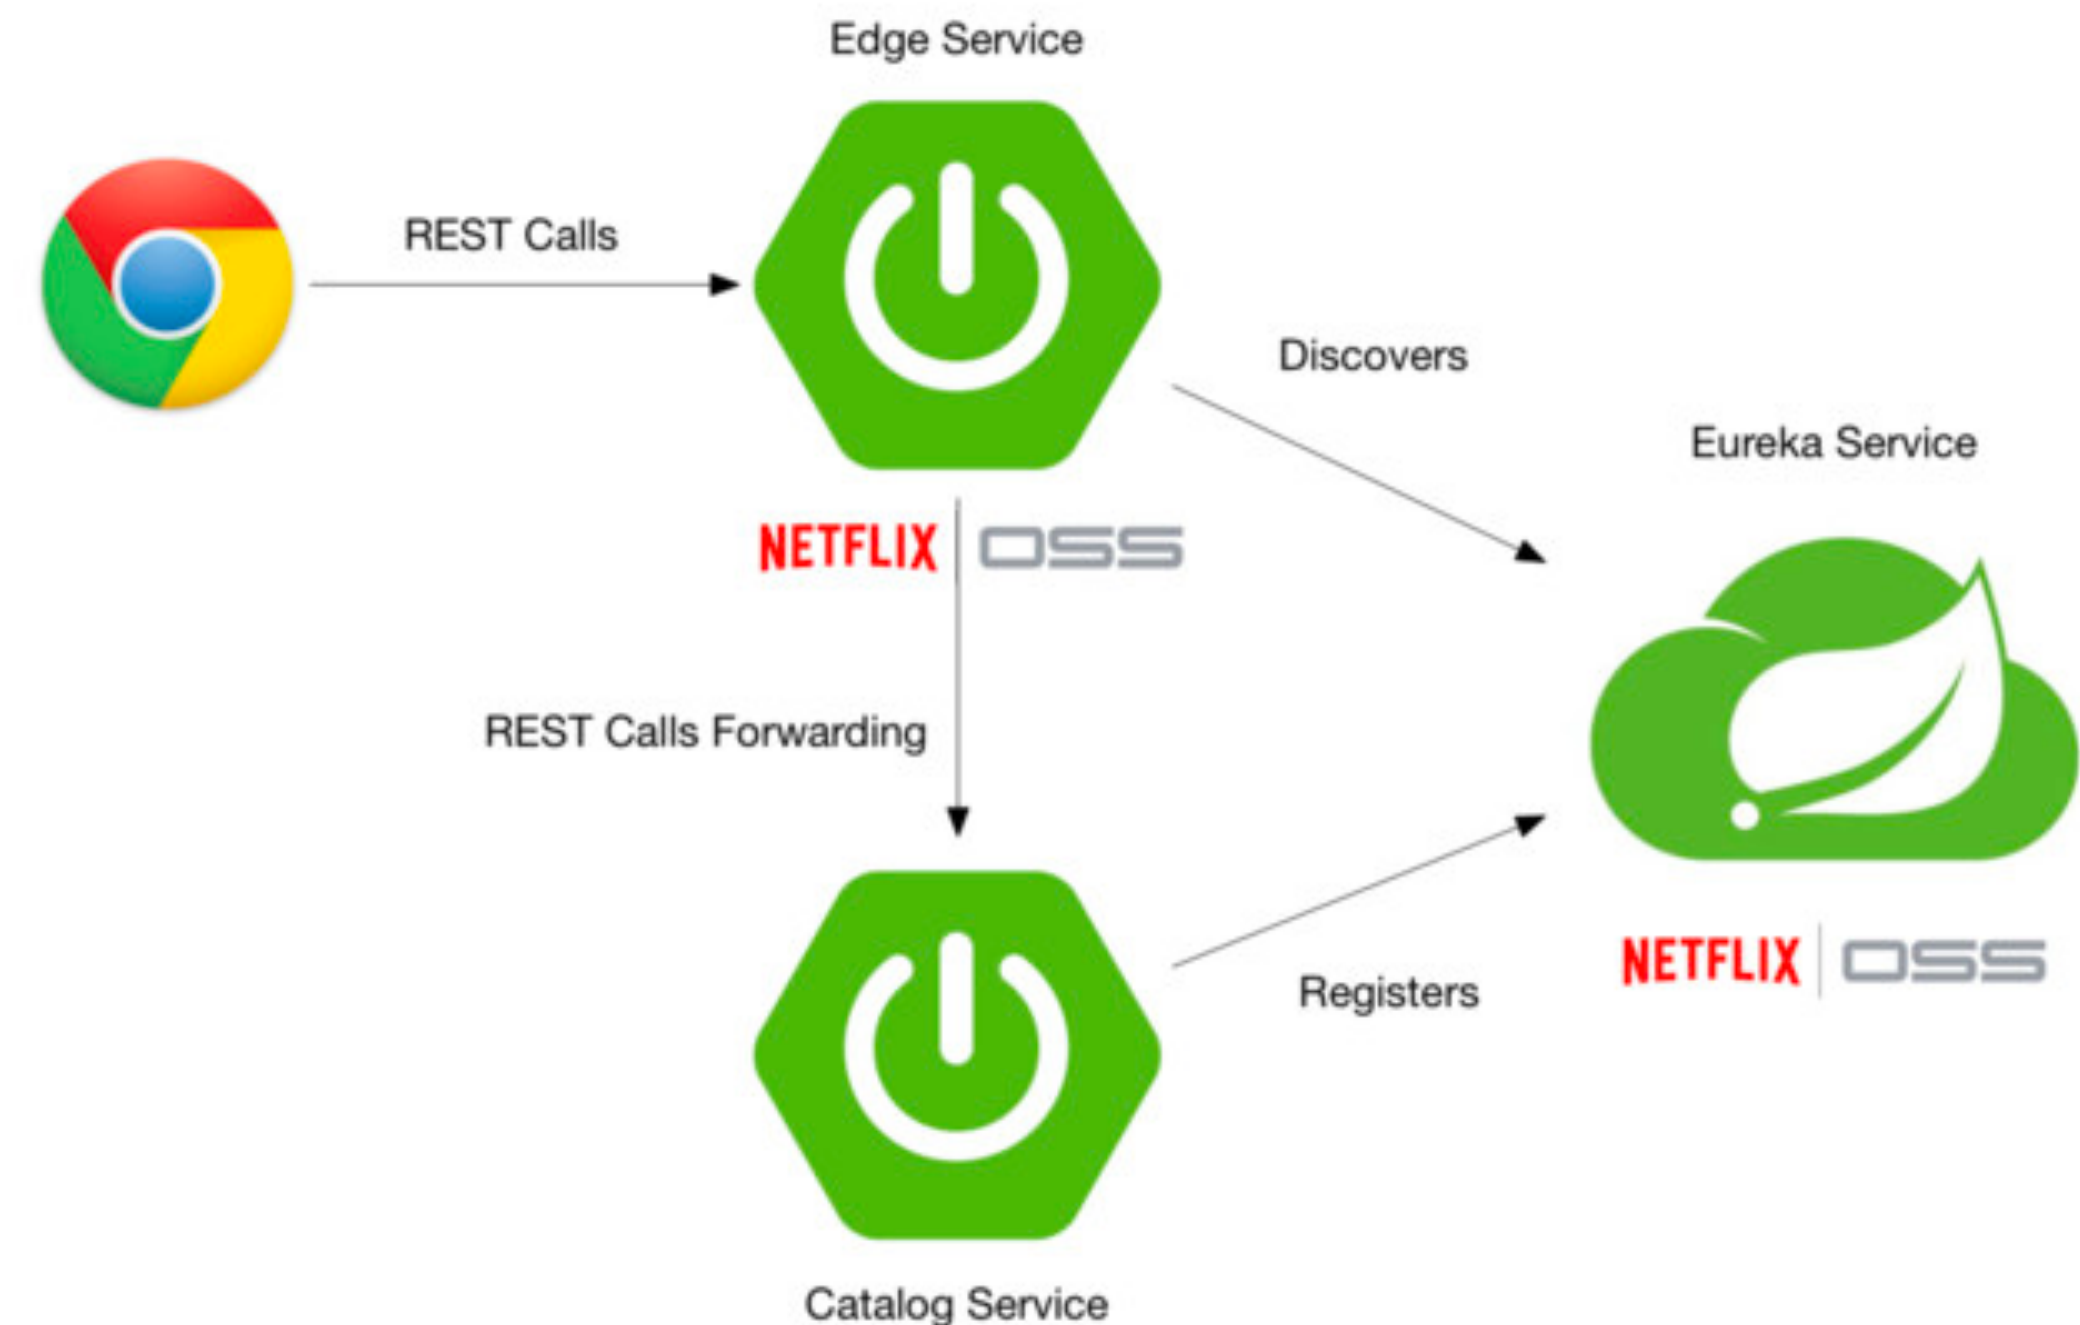 Edge Service
REST Calls
Discovers
Eureka Service
NETFLIX OSS
REST Calls Forwarding
NETFLIX OSS
Registers
Catalog Service